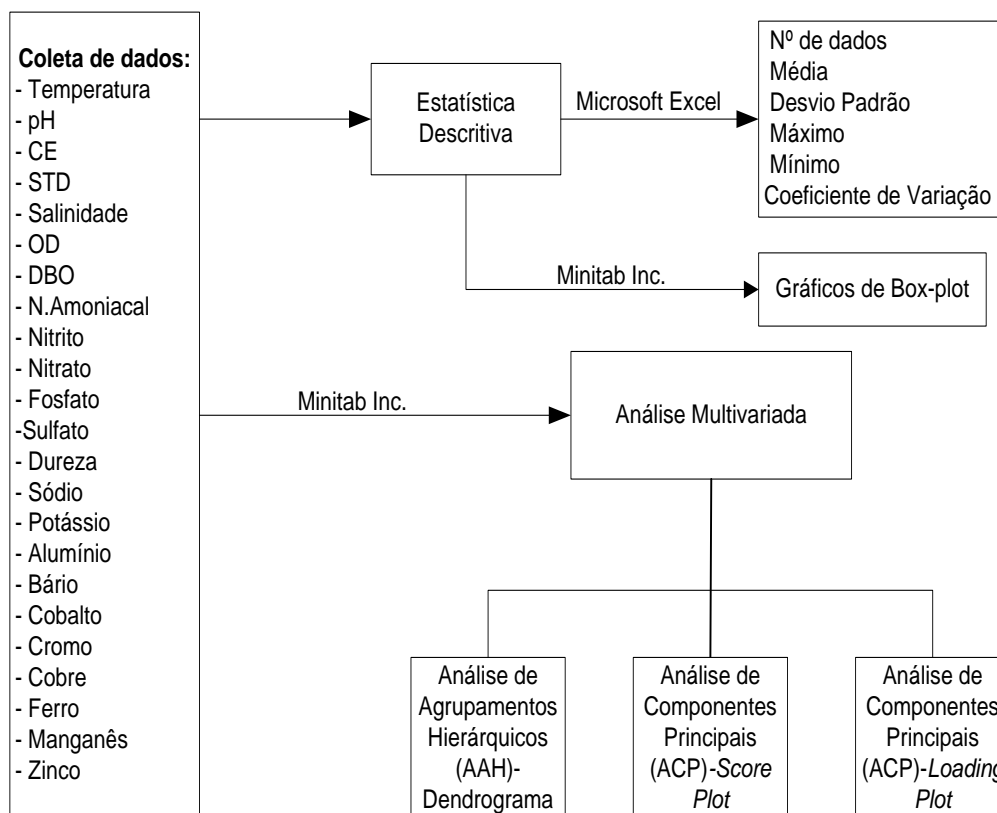 Coleta de dados:
- Temperatura
- pH
- CE
- STD
- Salinidade
- OD
- DBO
- N.Amoniacal
- Nitrito
- Nitrato
- Fosfato
-Sulfato
- Dureza
- Sódio
- Potássio
- Alumínio
- Bário
- Cobalto
- Cromo
- Cobre
- Ferro
- Manganês
- Zinco
Estatística
Descritiva
Microsoft Excel
Nº de dados
Média
Desvio Padrão
Máximo
Mínimo
Coeficiente de Variação
Minitab Inc.
Gráficos de Box-plot
Minitab Inc.
Análise Multivariada
Análise de
Agrupamentos
Hierárquicos
(AAH)-
Dendrograma
Análise de
Componentes
Principais
(ACP)-Score
Plot
Análise de
Componentes
Principais
(ACP)-Loading
Plot